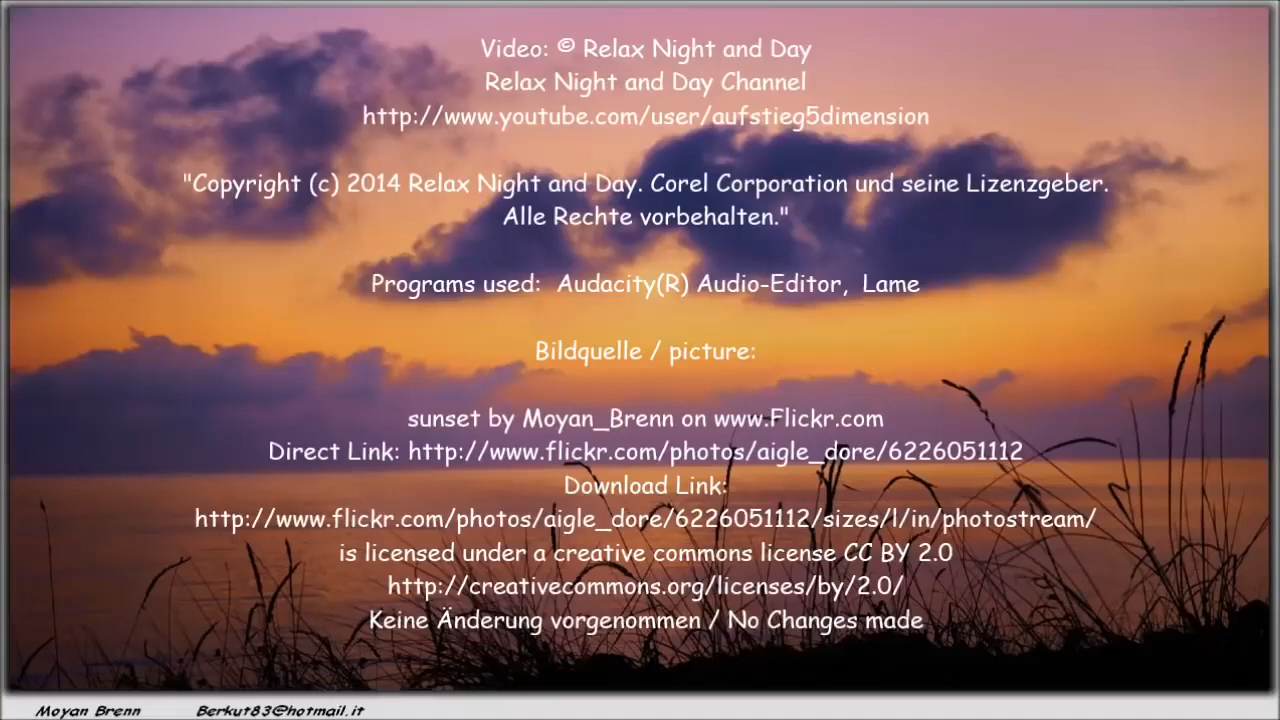 Video: © Relax Night and Day
Relax Night and Day Channel
http://www.youtube.com/user/aufstieg5dimension
"Copyright (c) 2014 Relax Night and Day. Corel Corporation und seine Lizenzgeber.
Alle Rechte vorbehalten."
Programs used:  Audacity(R) Audio-Editor,  Lame
Bildquelle / picture:
sunset by Moyan_Brenn on www.Flickr.com
Direct Link: http://www.flickr.com/photos/aigle_dore/6226051112
Download Link:
http://www.flickr.com/photos/aigle_dore/6226051112/sizes/l/in/photostream/
is licensed under a creative commons license CC BY 2.0
http://creativecommons.org/licenses/by/2.0/
Keine Änderung vorgenommen / No Changes made
Moyan Brenn Berkut83@hotmail.it